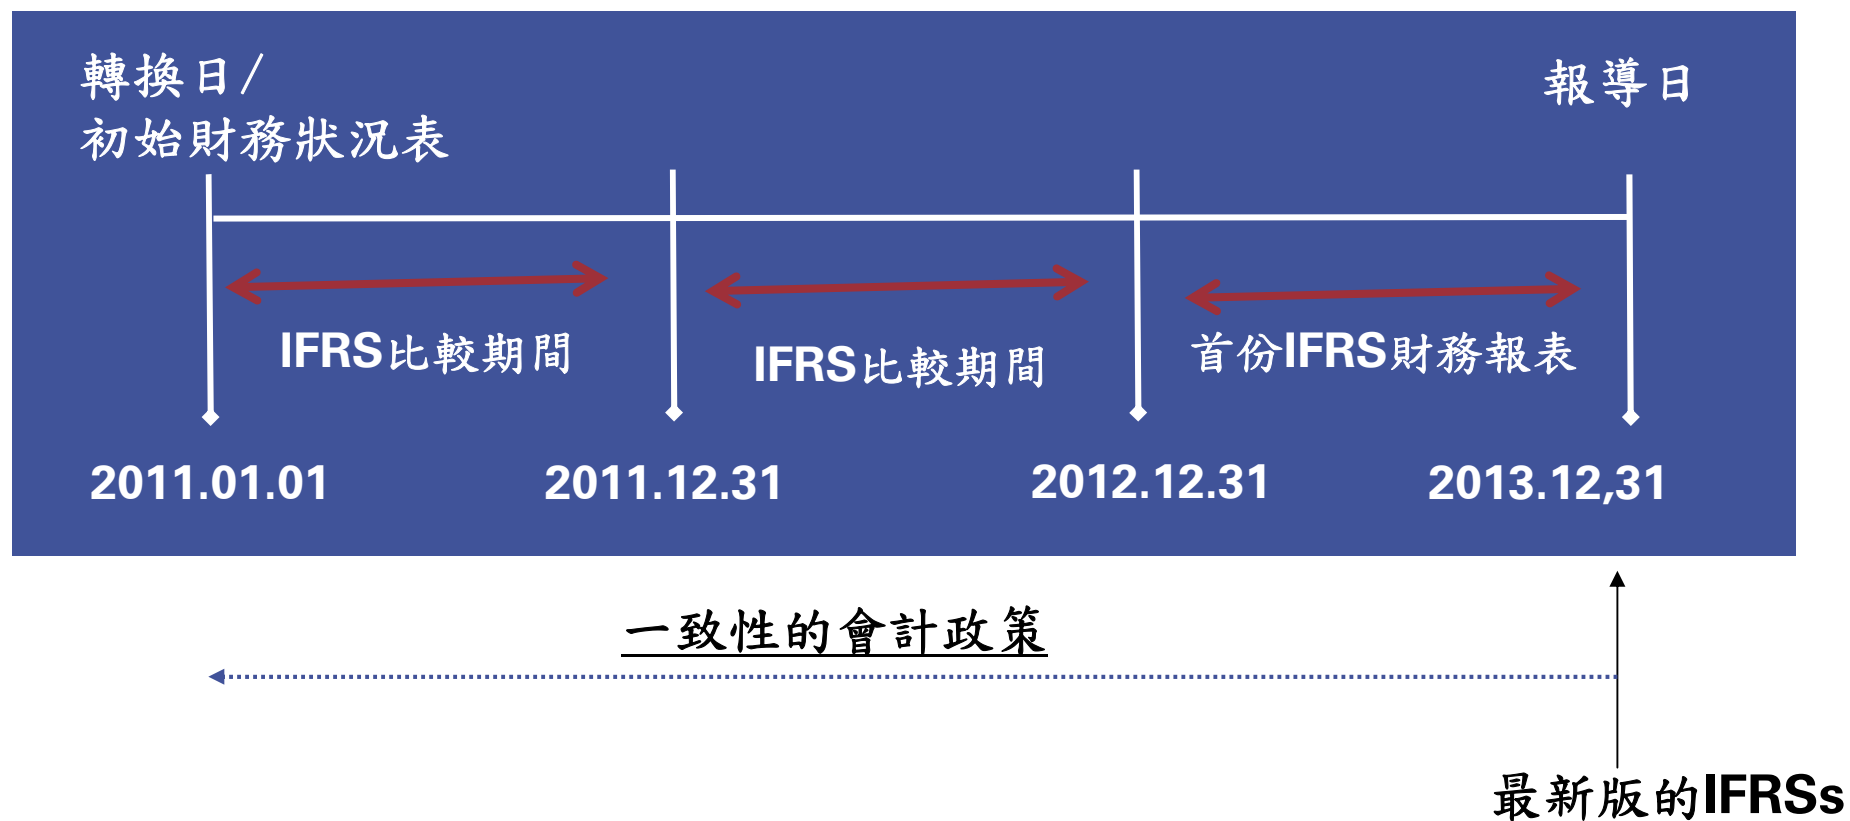 轉換日/
初始財務狀況表
報導日
IFRS比較期間
IFRS比較期間
首份IFRS財務報表
2011.01.01
2011.12.31
2012.12.31
2013.12,31
一致性的會計政策
最新版的IFRSs